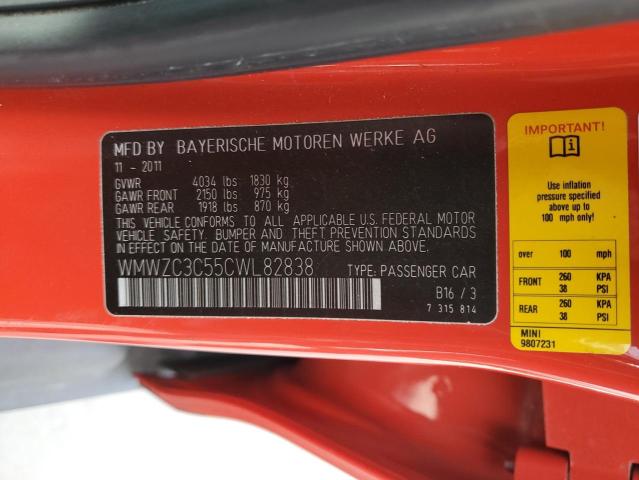 MFD BY BAYERISCHE MOTOREN WERKE AG
11 - 2011
GVWR 4034 lbs 1830 kg
GAWR FRONT 2150 lbs 975 kg
GAWR REAR 1918 lbs 870 kg
THIS VEHICLE CONFORMS TO ALL APPLICABLE U.S. FEDERAL MOTOR
VEHICLE SAFETY, BUMPER, AND THEFT PREVENTION STANDARDS
IN EFFECT ON THE DATE OF MANUFACTURE SHOWN ABOVE.
WMWZC3C55CWL82838 TYPE: PASSENGER CAR
B16 / 3
7 315 814
IMPORTANT!
Use inflation
pressure specified
above up to
100 mph only!
over 100 mph
FRONT 260 KPA
38 PSI
REAR 260 KPA
38 PSI
MINI
9807231